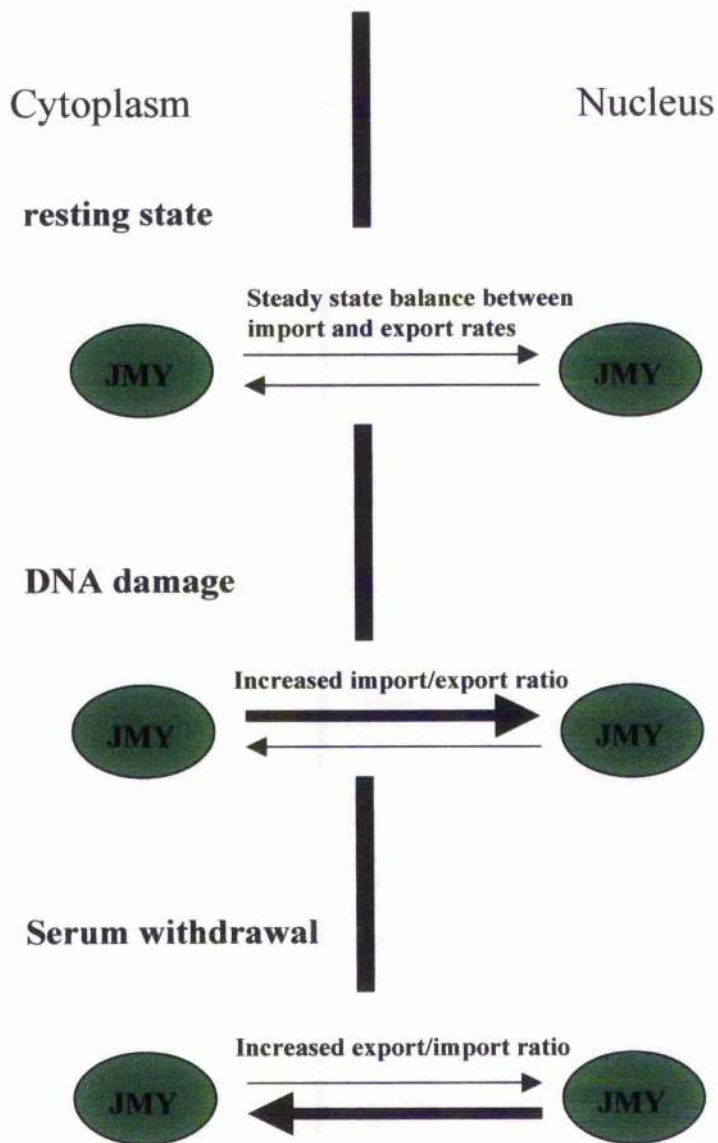 Cytoplasm Nucleus
resting state
Steady state balance between
import and export rates
JMY JMY
DNA damage
Increased import/export ratio
JMY JMY
Serum withdrawal
Increased export/import ratio
JMY JMY